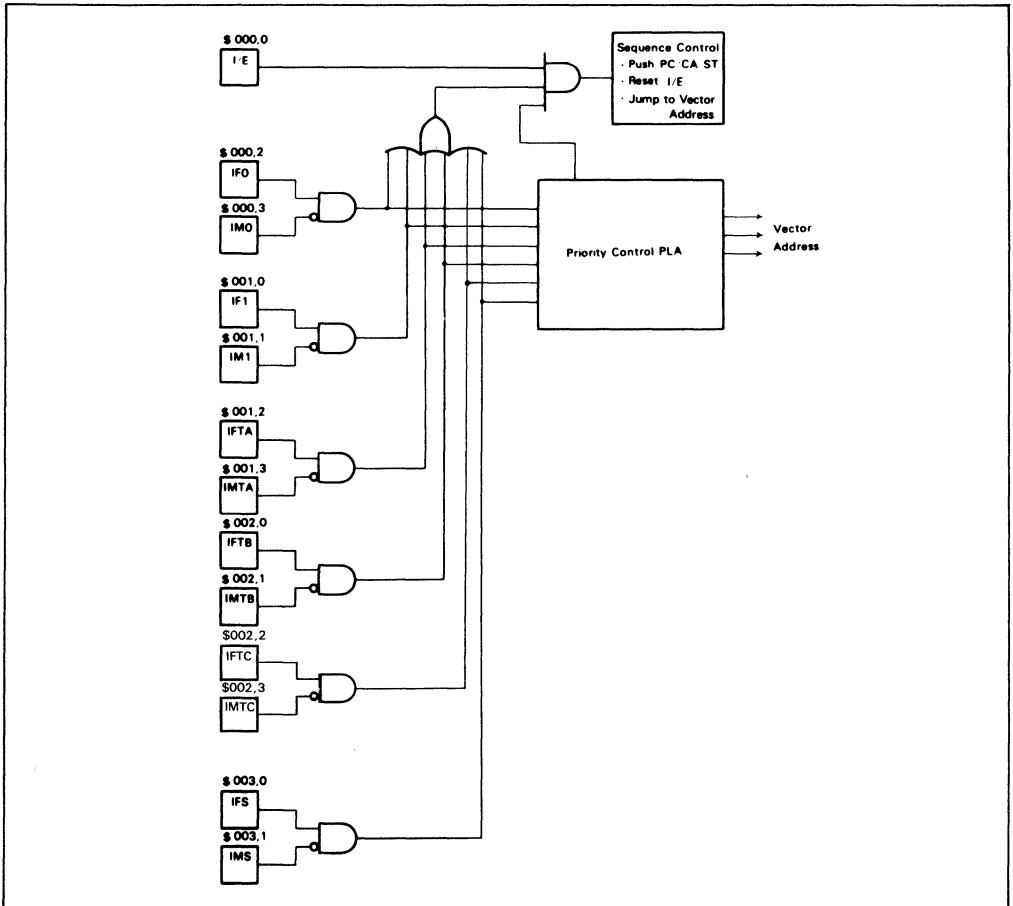 $ 000,0
I/E
Sequence Control
· Push PC CA ST
· Reset I/E
· Jump to Vector
Address
$ 000,2
IF0
$ 000,3
IM0
Priority Control PLA
Vector
Address
$ 001,0
IF1
$ 001,1
IM1
$ 001,2
IFTA
$ 001,3
IMTA
$ 002,0
IFTB
$ 002,1
IMTB
$002,2
IFTC
$002,3
IMTC
$ 003,0
IFS
$ 003,1
IMS